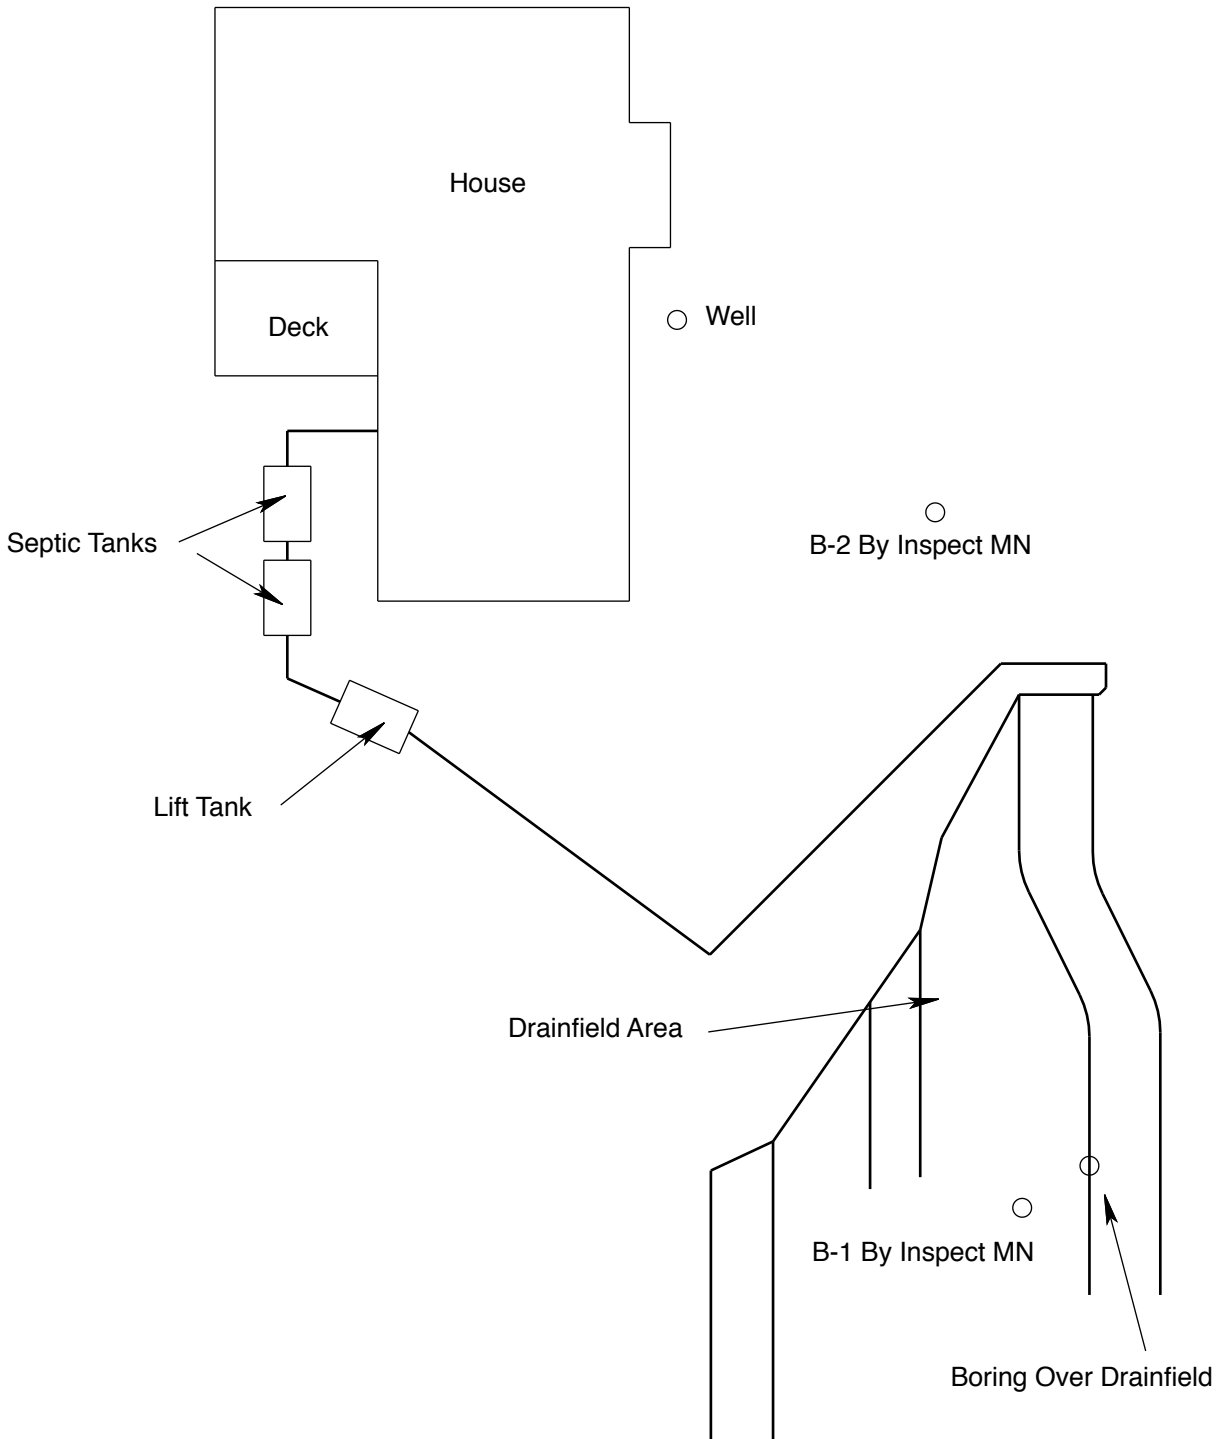 House
Well
Deck
B-2 By Inspect MN
Septic Tanks
Lift Tank
Drainfield Area
B-1 By Inspect MN
Boring Over Drainfield